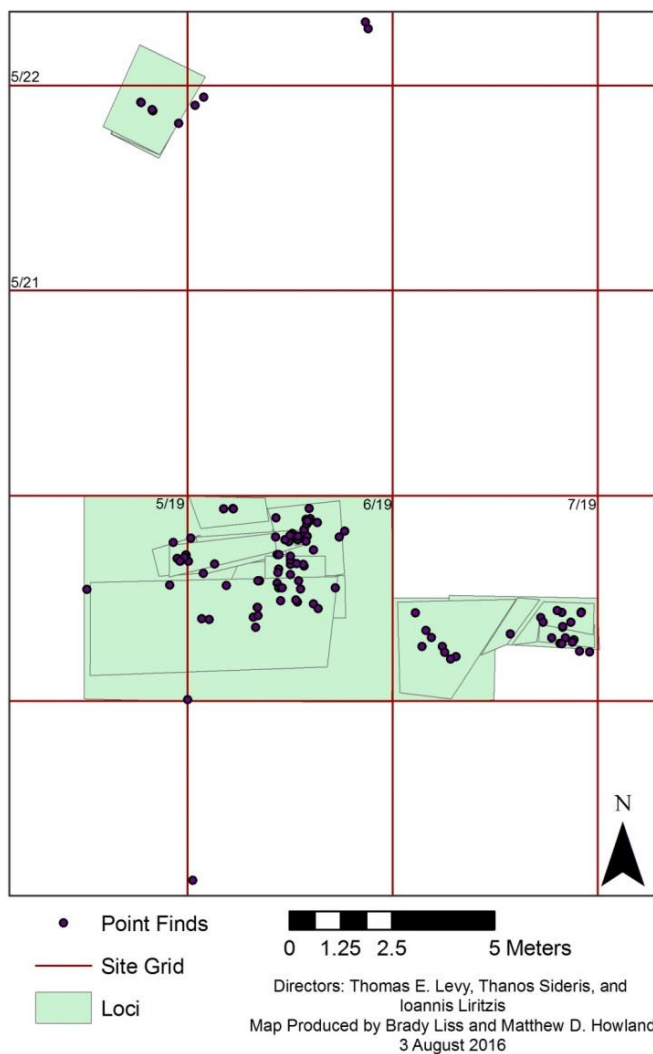 5/22
5/21
5/19
6/19
7/19
N
Point Finds
Site Grid
Loci
0 1.25 2.5 5 Meters
Directors: Thomas E. Levy, Thanos Sideris, and
Ioannis Liritzis
Map Produced by Brady Liss and Matthew D. Howland
3 August 2016